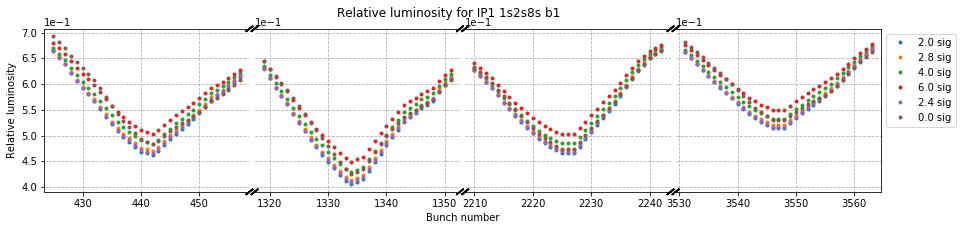 Relative luminosity for IP1 1s2s8s b1
1e−1 1e−1 1e−1 1e−1
7.0
6.5
6.0
5.5
5.0
4.5
4.0
Relative luminosity
430 440 450 1320 1330 1340 1350 2210 2220 2230 2240 3530 3540 3550 3560
Bunch number
2.0 sig
2.8 sig
4.0 sig
6.0 sig
2.4 sig
0.0 sig